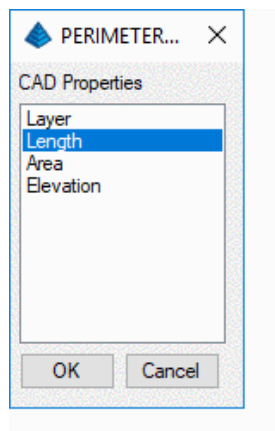 PERIMETER...
CAD Properties
Layer
Length
Area
Elevation
OK Cancel